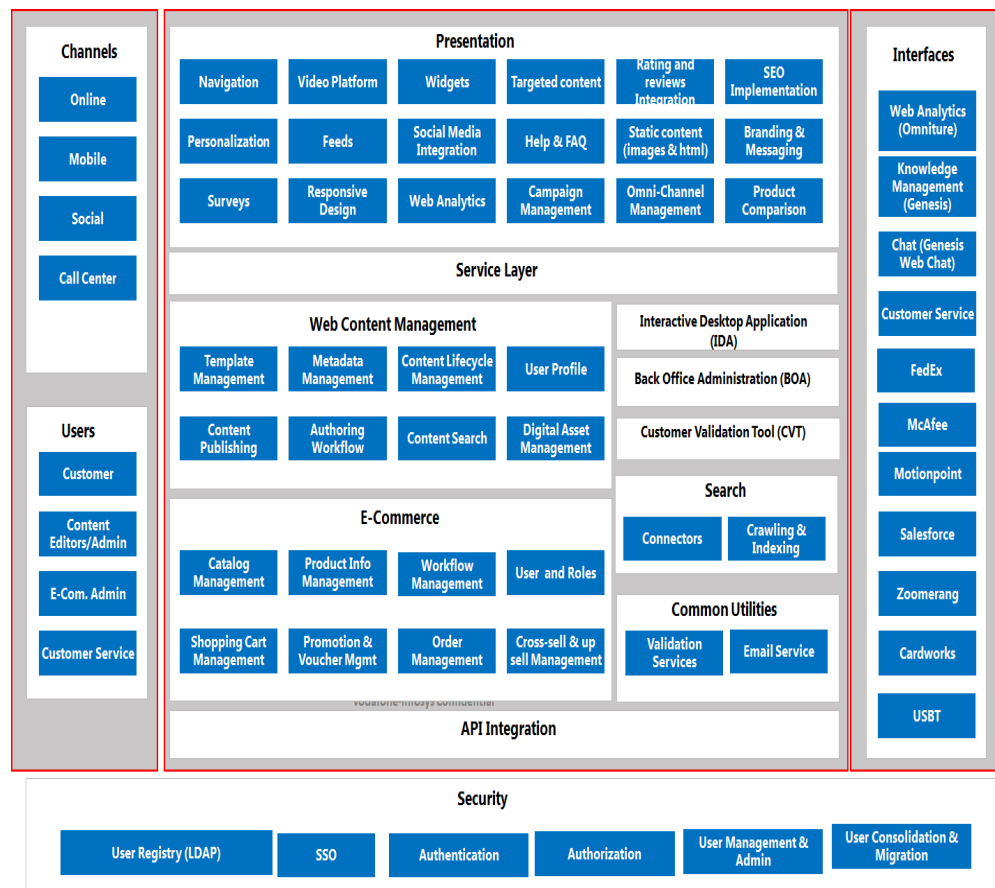 Channels
Online
Mobile
Social
Call Center
Users
Customer
Content
Editors/Admin
E-Com. Admin
Customer Service
Presentation
Navigation
Video Platform
Widgets
Targeted content
Rating and
reviews
Integration
SEO
Implementation
Personalization
Feeds
Social Media
Integration
Help & FAQ
Static content
(images & html)
Branding &
Messaging
Surveys
Responsive
Design
Web Analytics
Campaign
Management
Omni-Channel
Management
Product
Comparison
Service Layer
Web Content Management
Template
Management
Metadata
Management
Content Lifecycle
Management
User Profile
Content
Publishing
Authoring
Workflow
Content Search
Digital Asset
Management
Interactive Desktop Application
(IDA)
Back Office Administration (BOA)
Customer Validation Tool (CVT)
Search
Connectors
Crawling &
Indexing
E-Commerce
Catalog
Management
Product Info
Management
Workflow
Management
User and Roles
Shopping Cart
Management
Promotion &
Voucher Mgmt
Order
Management
Cross-sell & up
sell Management
Common Utilities
Validation
Services
Email Service
Vodafone-Infosys Confidential
API Integration
Interfaces
Web Analytics
(Omniture)
Knowledge
Management
(Genesis)
Chat (Genesis
Web Chat)
Customer Service
FedEx
McAfee
Motionpoint
Salesforce
Zoomerang
Cardworks
USBT
Security
User Registry (LDAP)
SSO
Authentication
Authorization
User Management &
Admin
User Consolidation &
Migration